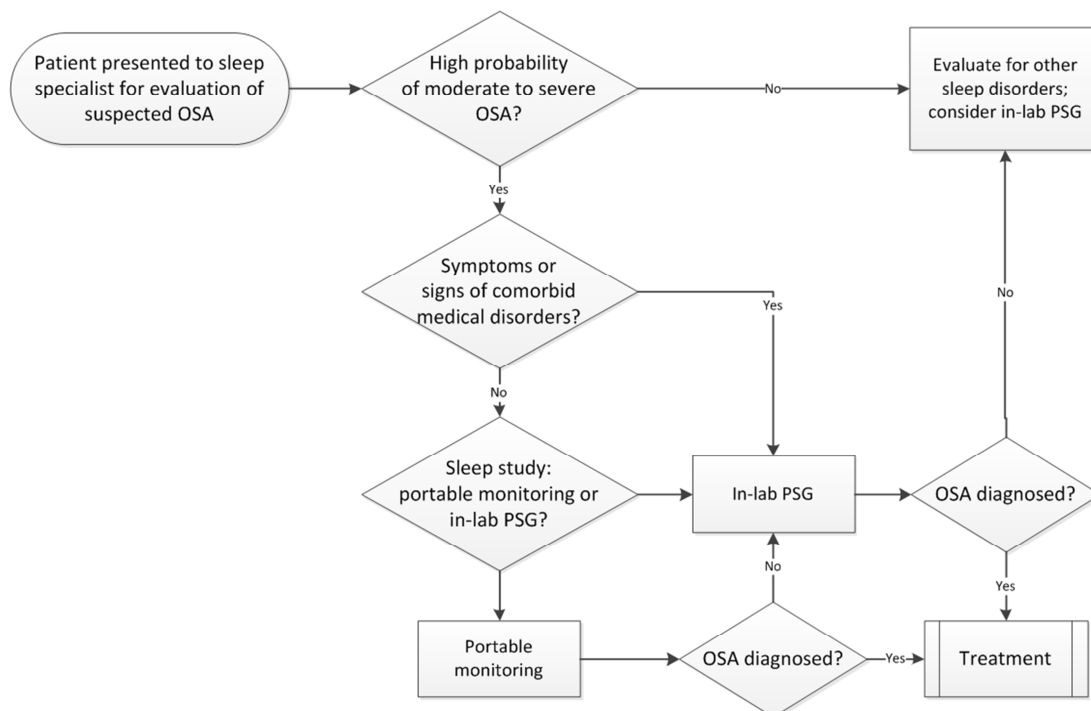 Patient presented to sleep
specialist for evaluation of
suspected OSA
High probability
of moderate to severe
OSA?
No
Evaluate for other
sleep disorders;
consider in-lab PSG
Yes
Symptoms or
signs of comorbid
medical disorders?
Yes
No
No
Sleep study:
portable monitoring or
in-lab PSG?
In-lab PSG
OSA diagnosed?
No
Yes
Portable
monitoring
OSA diagnosed?
Yes
Treatment